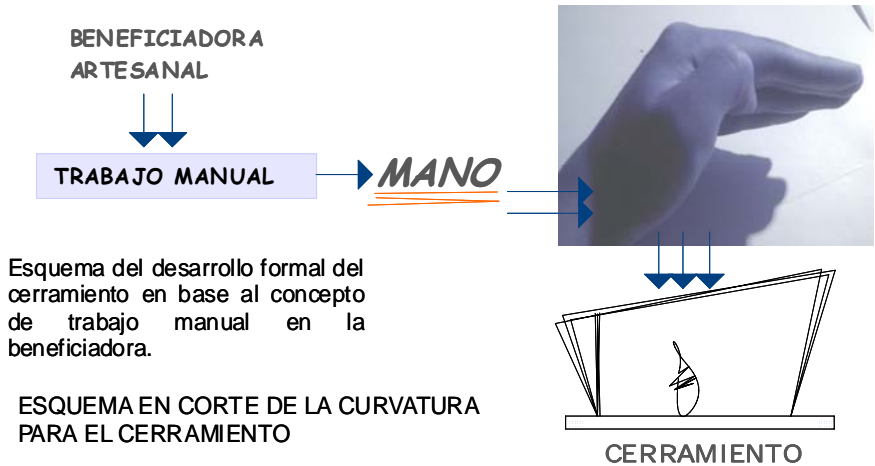 BENEFICIADORA
ARTESANAL
TRABAJO MANUAL
MANO
Esquema del desarrollo formal del
cerramiento en base al concepto
de trabajo manual en la
beneficiadora.
ESQUEMA EN CORTE DE LA CURVATURA
PARA EL CERRAMIENTO
CERRAMIENTO